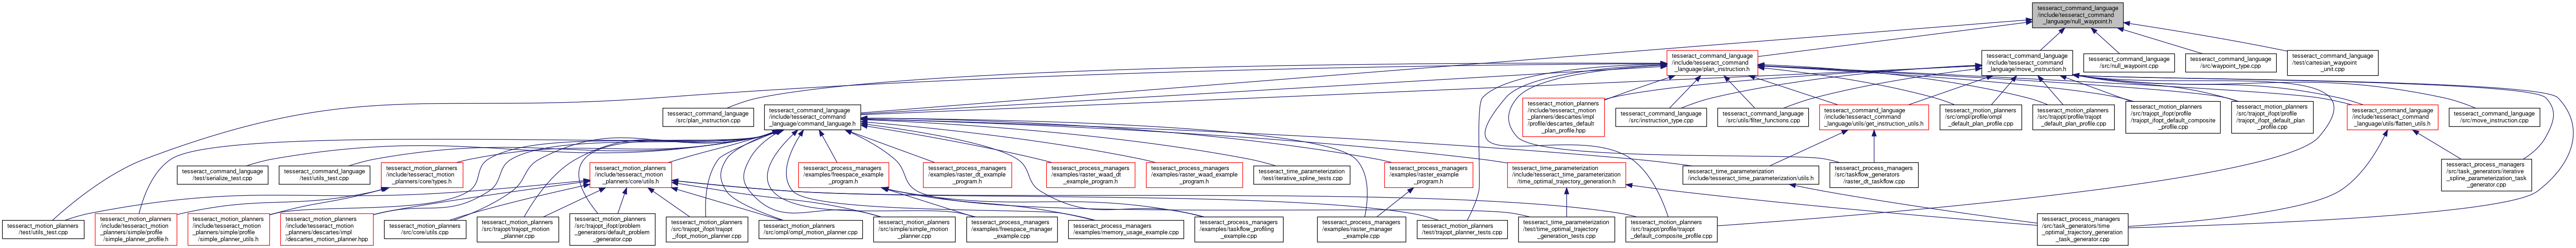 tesseract_command_language
/include/tesseract_command
_language/null_waypoint.h
tesseract_command_language
/include/tesseract_command
_language/plan_instruction.h
tesseract_command_language
/include/tesseract_command
_language/move_instruction.h
tesseract_command_language
/src/null_waypoint.cpp
tesseract_command_language
/src/waypoint_type.cpp
tesseract_command_language
/test/cartesian_waypoint
_unit.cpp
tesseract_command_language
/src/plan_instruction.cpp
tesseract_command_language
/include/tesseract_command
_language/command_language.h
tesseract_motion_planners
/include/tesseract_motion
_planners/descartes/impl
/profile/descartes_default
_plan_profile.hpp
tesseract_command_language
/src/instruction_type.cpp
tesseract_command_language
/src/utils/filter_functions.cpp
tesseract_command_language
/include/tesseract_command
_language/utils/get_instruction_utils.h
tesseract_motion_planners
/src/ompl/profile/ompl
_default_plan_profile.cpp
tesseract_motion_planners
/src/trajopt/profile/trajopt
_default_plan_profile.cpp
tesseract_motion_planners
/src/trajopt_ifopt/profile
/trajopt_ifopt_default_composite
_profile.cpp
tesseract_motion_planners
/src/trajopt_ifopt/profile
/trajopt_ifopt_default_plan
_profile.cpp
tesseract_command_language
/include/tesseract_command
_language/utils/flatten_utils.h
tesseract_command_language
/src/move_instruction.cpp
tesseract_command_language
/test/serialize_test.cpp
tesseract_command_language
/test/utils_test.cpp
tesseract_motion_planners
/include/tesseract_motion
_planners/core/types.h
tesseract_motion_planners
/include/tesseract_motion
_planners/core/utils.h
tesseract_process_managers
/examples/freespace_example
_program.h
tesseract_process_managers
/examples/raster_dt_example
_program.h
tesseract_process_managers
/examples/raster_waad_dt
_example_program.h
tesseract_process_managers
/examples/raster_waad_example
_program.h
tesseract_time_parameterization
/test/iterative_spline_tests.cpp
tesseract_process_managers
/examples/raster_example
_program.h
tesseract_time_parameterization
/include/tesseract_time_parameterization
/time_optimal_trajectory_generation.h
tesseract_time_parameterization
/include/tesseract_time_parameterization/utils.h
tesseract_process_managers
/src/taskflow_generators
/raster_dt_taskflow.cpp
tesseract_process_managers
/src/task_generators/iterative
_spline_parameterization_task
_generator.cpp
tesseract_motion_planners
/test/utils_test.cpp
tesseract_motion_planners
/include/tesseract_motion
_planners/simple/profile
/simple_planner_profile.h
tesseract_motion_planners
/include/tesseract_motion
_planners/simple/profile
/simple_planner_utils.h
tesseract_motion_planners
/include/tesseract_motion
_planners/descartes/impl
/descartes_motion_planner.hpp
tesseract_motion_planners
/src/core/utils.cpp
tesseract_motion_planners
/src/trajopt/trajopt_motion
_planner.cpp
tesseract_motion_planners
/src/trajopt_ifopt/problem
_generators/default_problem
_generator.cpp
tesseract_motion_planners
/src/trajopt_ifopt/trajopt
_ifopt_motion_planner.cpp
tesseract_motion_planners
/src/ompl/ompl_motion_planner.cpp
tesseract_motion_planners
/src/simple/simple_motion
_planner.cpp
tesseract_process_managers
/examples/freespace_manager
_example.cpp
tesseract_process_managers
/examples/memory_usage_example.cpp
tesseract_process_managers
/examples/taskflow_profiling
_example.cpp
tesseract_process_managers
/examples/raster_manager
_example.cpp
tesseract_motion_planners
/test/trajopt_planner_tests.cpp
tesseract_time_parameterization
/test/time_optimal_trajectory
_generation_tests.cpp
tesseract_motion_planners
/src/trajopt/profile/trajopt
_default_composite_profile.cpp
tesseract_process_managers
/src/task_generators/time
_optimal_trajectory_generation
_task_generator.cpp